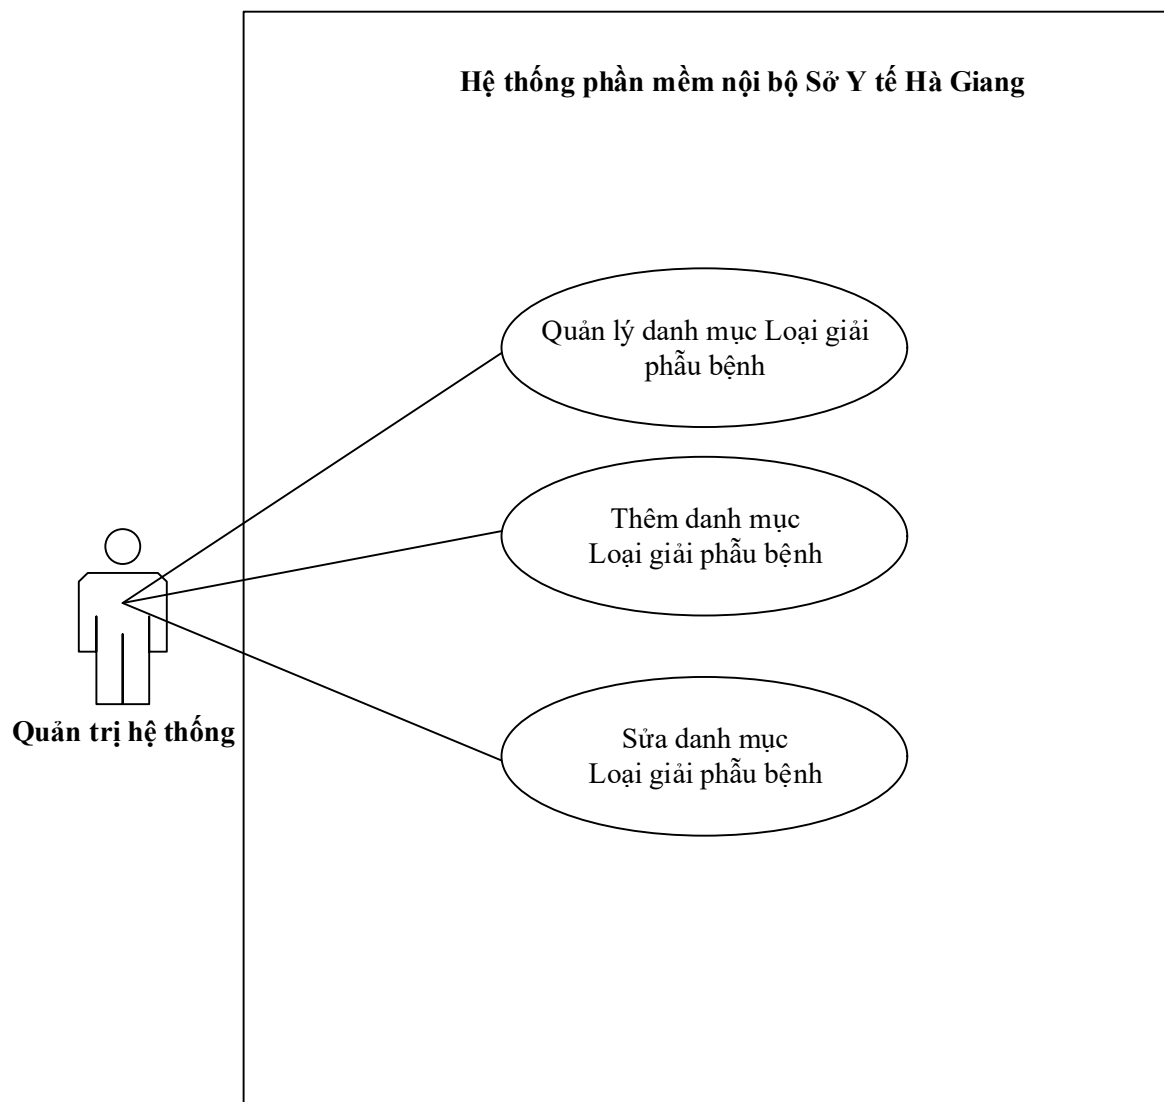 Hệ thống phần mềm nội bộ Sở Y tế Hà Giang
Quản lý danh mục Loại giải
phẫu bệnh
Thêm danh mục
Loại giải phẫu bệnh
Quản trị hệ thống
Sửa danh mục
Loại giải phẫu bệnh